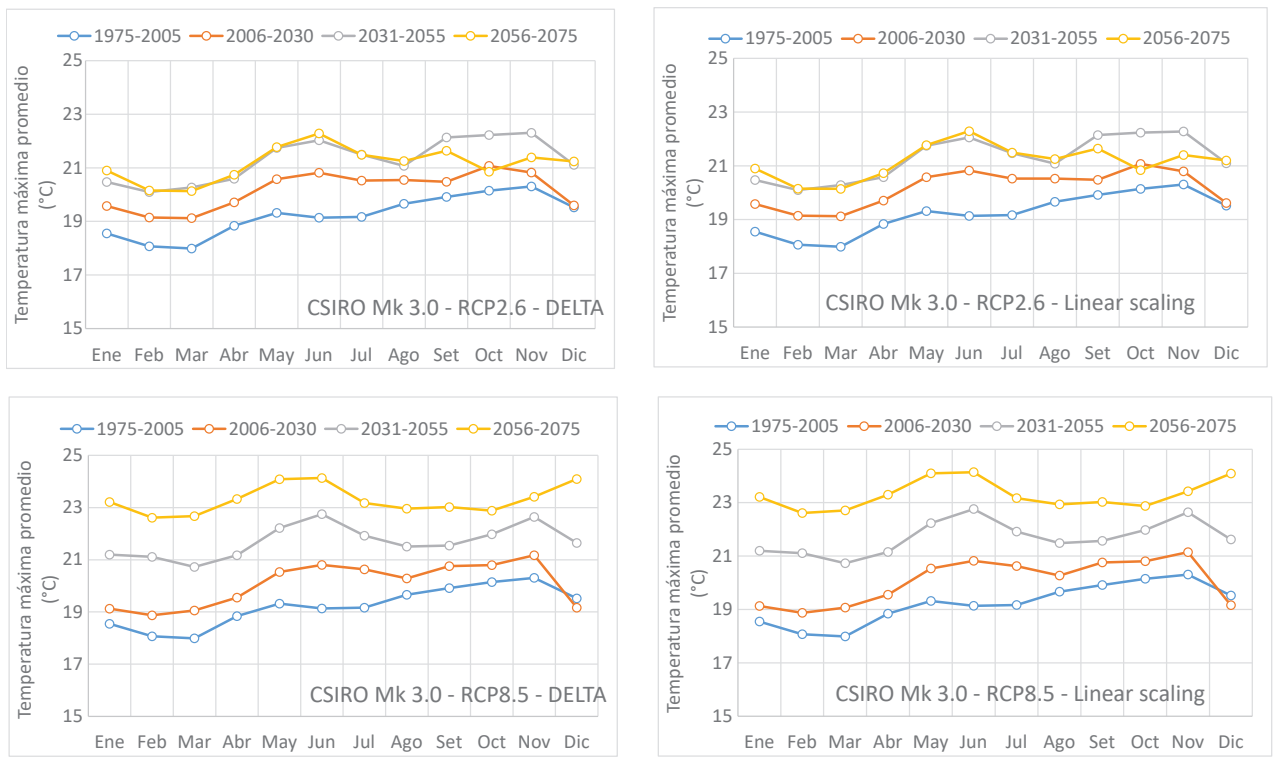 1975-2005 2006-2030 2031-2055 2056-2075
Temperatura máxima promedio
(°C)
25
23
21
19
17
15
CSIRO Mk 3.0 - RCP2.6 - DELTA
Ene Feb Mar Abr May Jun Jul Ago Set Oct Nov Dic
1975-2005 2006-2030 2031-2055 2056-2075
Temperatura máxima promedio
(°C)
25
23
21
19
17
15
CSIRO Mk 3.0 - RCP2.6 - Linear scaling
Ene Feb Mar Abr May Jun Jul Ago Set Oct Nov Dic
1975-2005 2006-2030 2031-2055 2056-2075
Temperatura máxima promedio
(°C)
25
23
21
19
17
15
CSIRO Mk 3.0 - RCP8.5 - DELTA
Ene Feb Mar Abr May Jun Jul Ago Set Oct Nov Dic
1975-2005 2006-2030 2031-2055 2056-2075
Temperatura máxima promedio
(°C)
25
23
21
19
17
15
CSIRO Mk 3.0 - RCP8.5 - Linear scaling
Ene Feb Mar Abr May Jun Jul Ago Set Oct Nov Dic